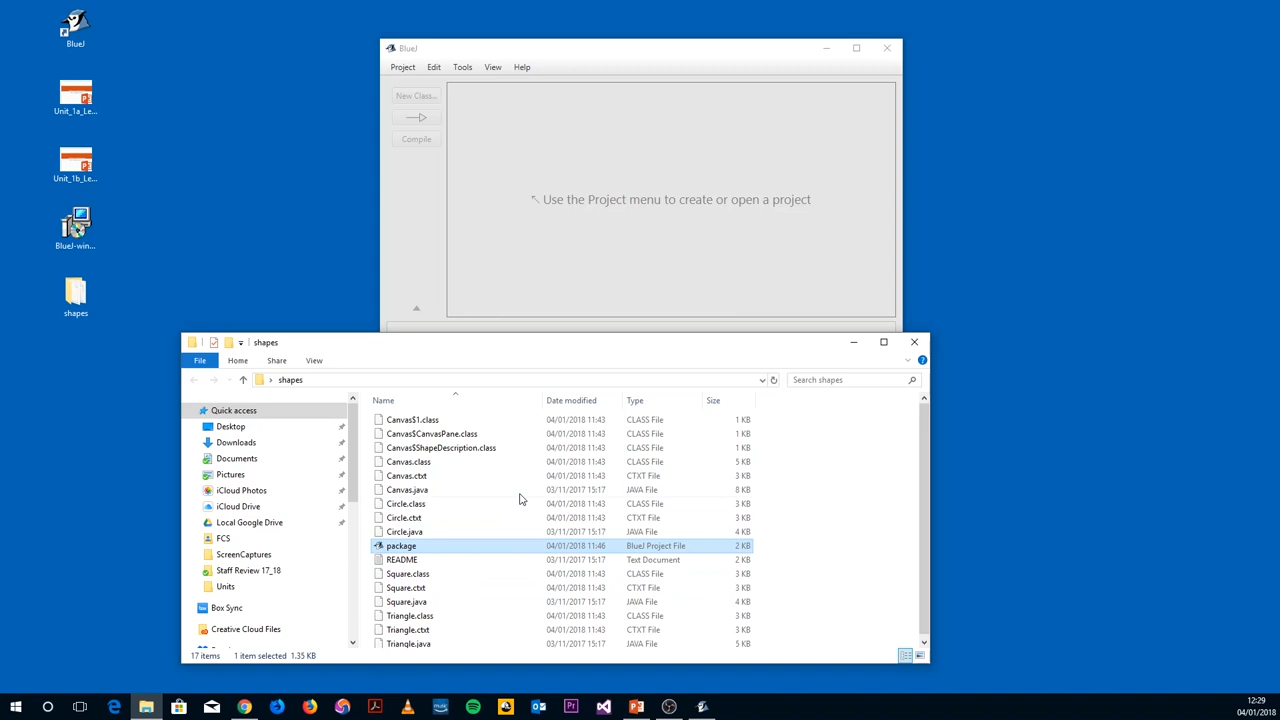 BlueJ
Unit_1a_Le...
Unit_1b_Le...
BlueJ-win...
shapes
BlueJ
Project Edit Tools View Help
New Class...
Compile
Use the Project menu to create or open a project
shapes
File Home Share View
shapes
Search shapes
Quick access
Desktop
Downloads
Documents
Pictures
iCloud Photos
iCloud Drive
Local Google Drive
FCS
ScreenCaptures
Staff Review 17_18
Units
Box Sync
Creative Cloud Files
Name Date modified Type Size
Canvas$1.class 04/01/2018 11:43 CLASS File 1 KB
Canvas$CanvasPane.class 04/01/2018 11:43 CLASS File 1 KB
Canvas$ShapeDescription.class 04/01/2018 11:43 CLASS File 1 KB
Canvas.class 04/01/2018 11:43 CLASS File 5 KB
Canvas.ctxt 04/01/2018 11:43 CTXT File 3 KB
Canvas.java 03/11/2017 15:17 JAVA File 8 KB
Circle.class 04/01/2018 11:43 CLASS File 3 KB
Circle.ctxt 04/01/2018 11:43 CTXT File 3 KB
Circle.java 03/11/2017 15:17 JAVA File 4 KB
package 04/01/2018 11:46 BlueJ Project File 2 KB
README 03/11/2017 15:17 Text Document 2 KB
Square.class 04/01/2018 11:43 CLASS File 3 KB
Square.ctxt 04/01/2018 11:43 CTXT File 3 KB
Square.java 03/11/2017 15:17 JAVA File 4 KB
Triangle.class 04/01/2018 11:43 CLASS File 3 KB
Triangle.ctxt 04/01/2018 11:43 CTXT File 3 KB
Triangle.java 03/11/2017 15:17 JAVA File 5 KB
17 items 1 item selected 1.35 KB
12:29
04/01/2018